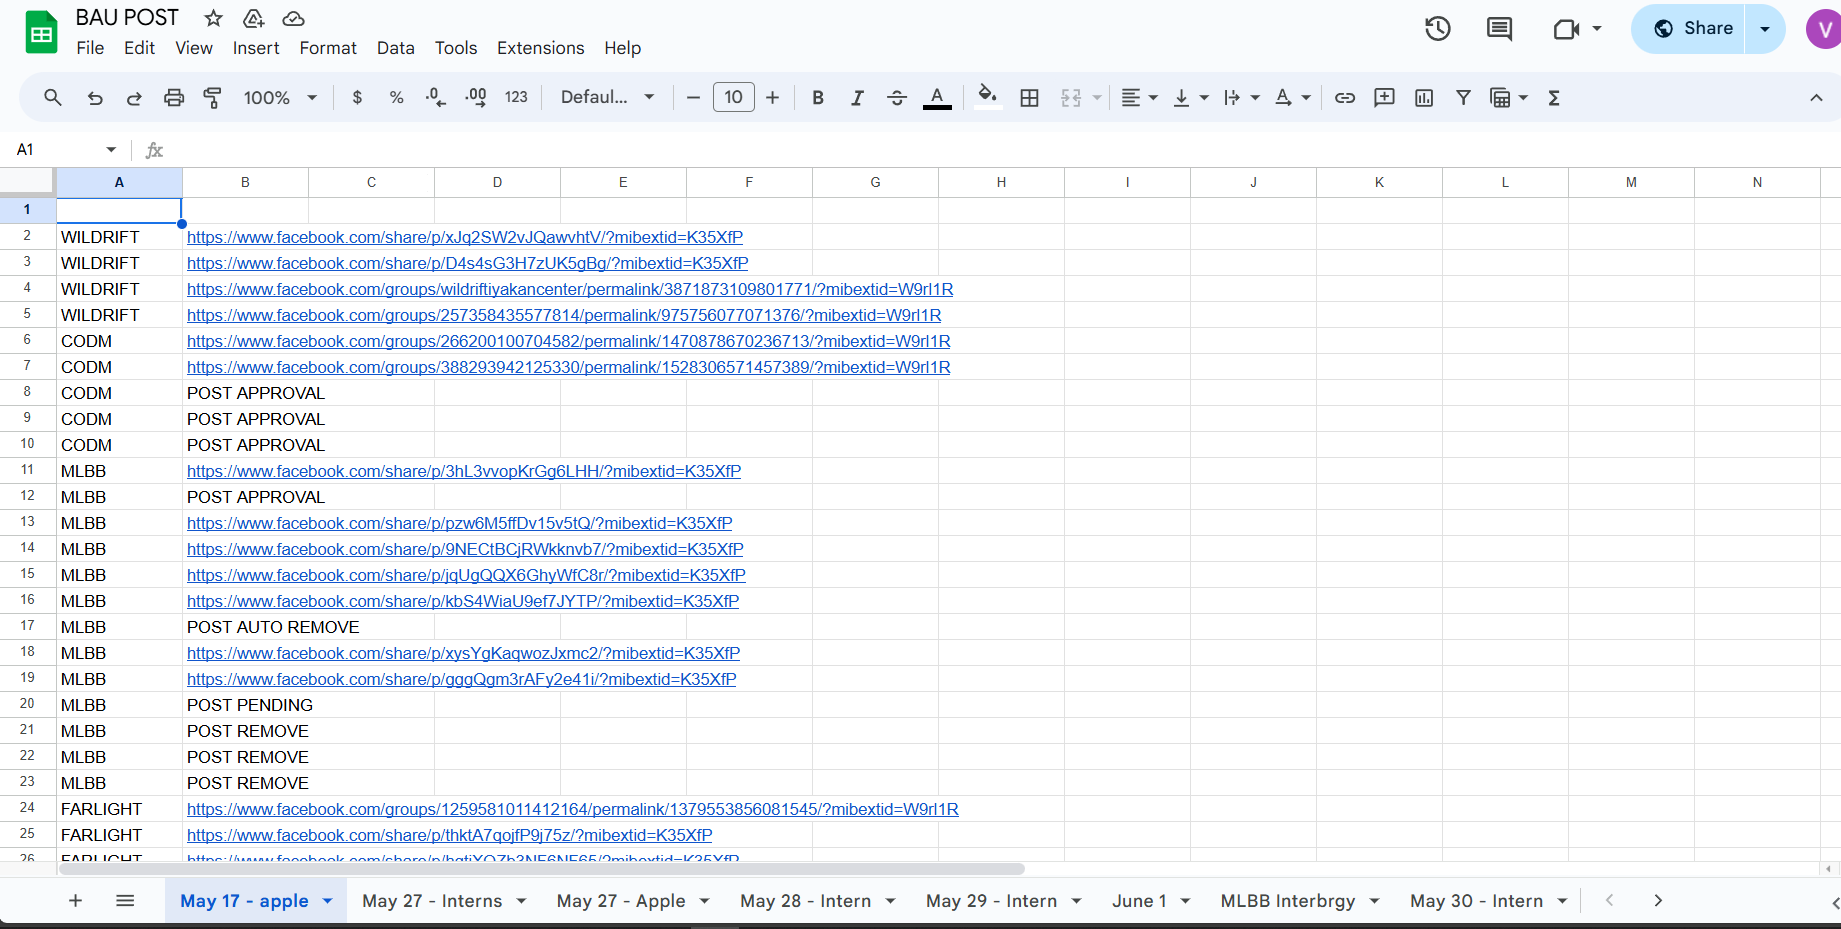 BAU POST
File Edit View Insert Format Data Tools Extensions Help
Share
V
100% $ % .0 .00 123 Defaul... 10 B I A
A1 fx
A B C D E F G H I J K L M N
1
2 WILDRIFT https://www.facebook.com/share/p/xJq2SW2vJQawvhtV/?mibextid=K35XfP
3 WILDRIFT https://www.facebook.com/share/p/D4s4sG3H7zUK5gBg/?mibextid=K35XfP
4 WILDRIFT https://www.facebook.com/groups/wildriftiyakancenter/permalink/3871873109801771/?mibextid=W9rl1R
5 WILDRIFT https://www.facebook.com/groups/257358435577814/permalink/975756077071376/?mibextid=W9rl1R
6 CODM https://www.facebook.com/groups/266200100704582/permalink/1470878670236713/?mibextid=W9rl1R
7 CODM https://www.facebook.com/groups/388293942125330/permalink/1528306571457389/?mibextid=W9rl1R
8 CODM POST APPROVAL
9 CODM POST APPROVAL
10 CODM POST APPROVAL
11 MLBB https://www.facebook.com/share/p/3hL3vvopKrGg6LHH/?mibextid=K35XfP
12 MLBB POST APPROVAL
13 MLBB https://www.facebook.com/share/p/pzw6M5ffDv15v5tQ/?mibextid=K35XfP
14 MLBB https://www.facebook.com/share/p/9NECtBCjRWkknvb7/?mibextid=K35XfP
15 MLBB https://www.facebook.com/share/p/jqUgQQX6GhyWfC8r/?mibextid=K35XfP
16 MLBB https://www.facebook.com/share/p/kbS4WiaU9ef7JYTP/?mibextid=K35XfP
17 MLBB POST AUTO REMOVE
18 MLBB https://www.facebook.com/share/p/xysYgKaqwozJxmc2/?mibextid=K35XfP
19 MLBB https://www.facebook.com/share/p/gggQgm3rAFy2e41i/?mibextid=K35XfP
20 MLBB POST PENDING
21 MLBB POST REMOVE
22 MLBB POST REMOVE
23 MLBB POST REMOVE
24 FARLIGHT https://www.facebook.com/groups/1259581011412164/permalink/1379553856081545/?mibextid=W9rl1R
25 FARLIGHT https://www.facebook.com/share/p/thktA7qojfP9j75z/?mibextid=K35XfP
26 FARLIGHT
May 17 - apple May 27 - Interns May 27 - Apple May 28 - Intern May 29 - Intern June 1 MLBB Interbrgy May 30 - Intern